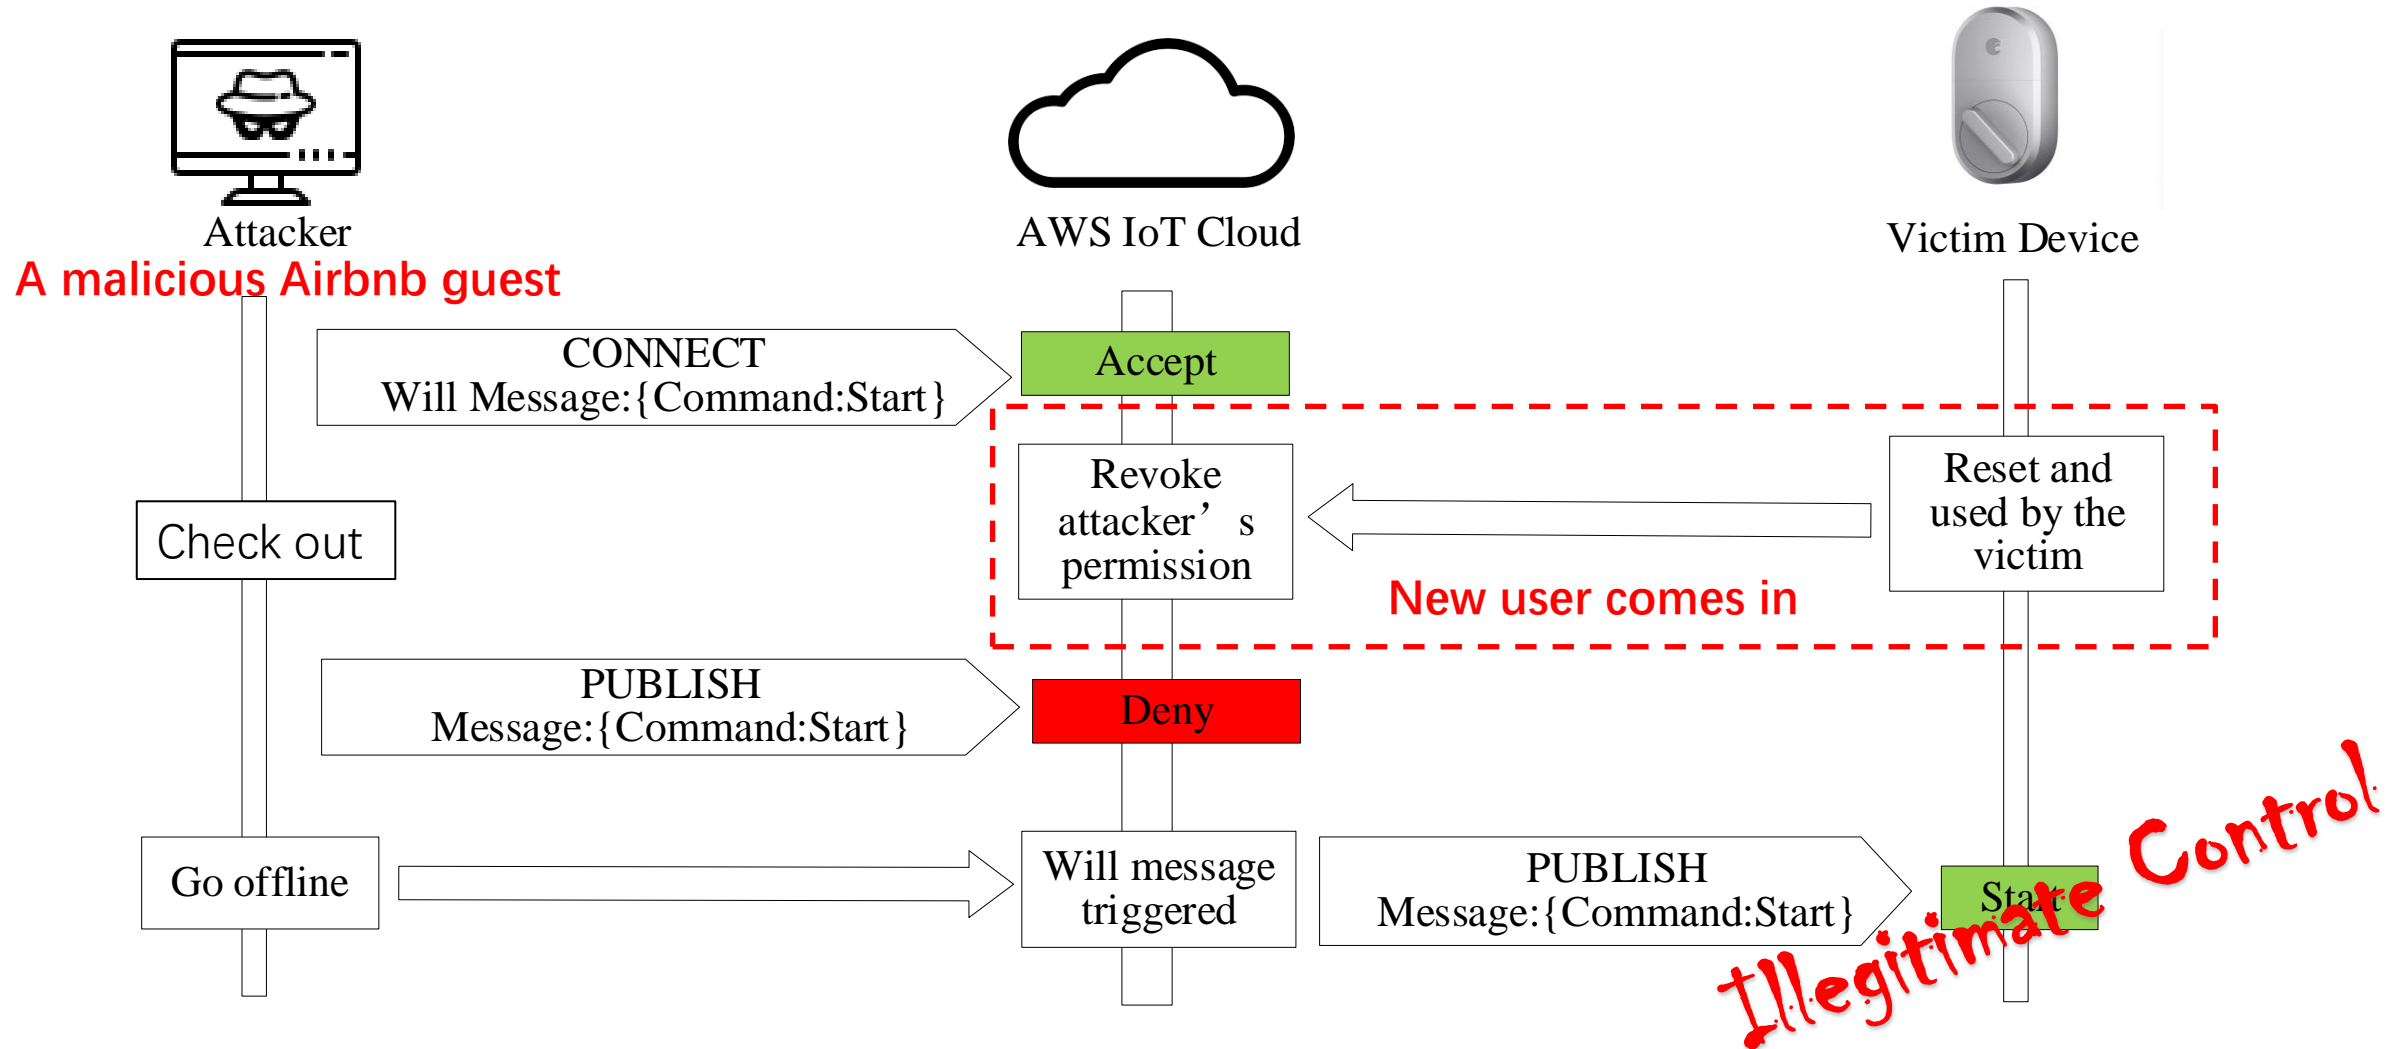 Attacker
AWS IoT Cloud
Victim Device
A malicious Airbnb guest
CONNECT
Will Message:{Command:Start}
Accept
Revoke
attacker’s
permission
Reset and
used by the
victim
Check out
New user comes in
PUBLISH
Message:{Command:Start}
Deny
Go offline
Will message
triggered
PUBLISH
Message:{Command:Start}
Start
Illegitimate Control